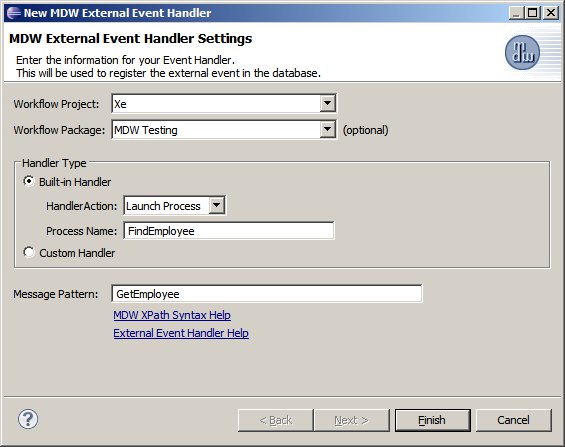 New MDW External Event Handler
MDW External Event Handler Settings
Enter the information for your Event Handler.
This will be used to register the external event in the database.
Workflow Project: Xe
Workflow Package: MDW Testing (optional)
Handler Type
Built-in Handler
HandlerAction: Launch Process
Process Name: FindEmployee
Custom Handler
Message Pattern: GetEmployee
MDW XPath Syntax Help
External Event Handler Help
? < Back Next > Finish Cancel